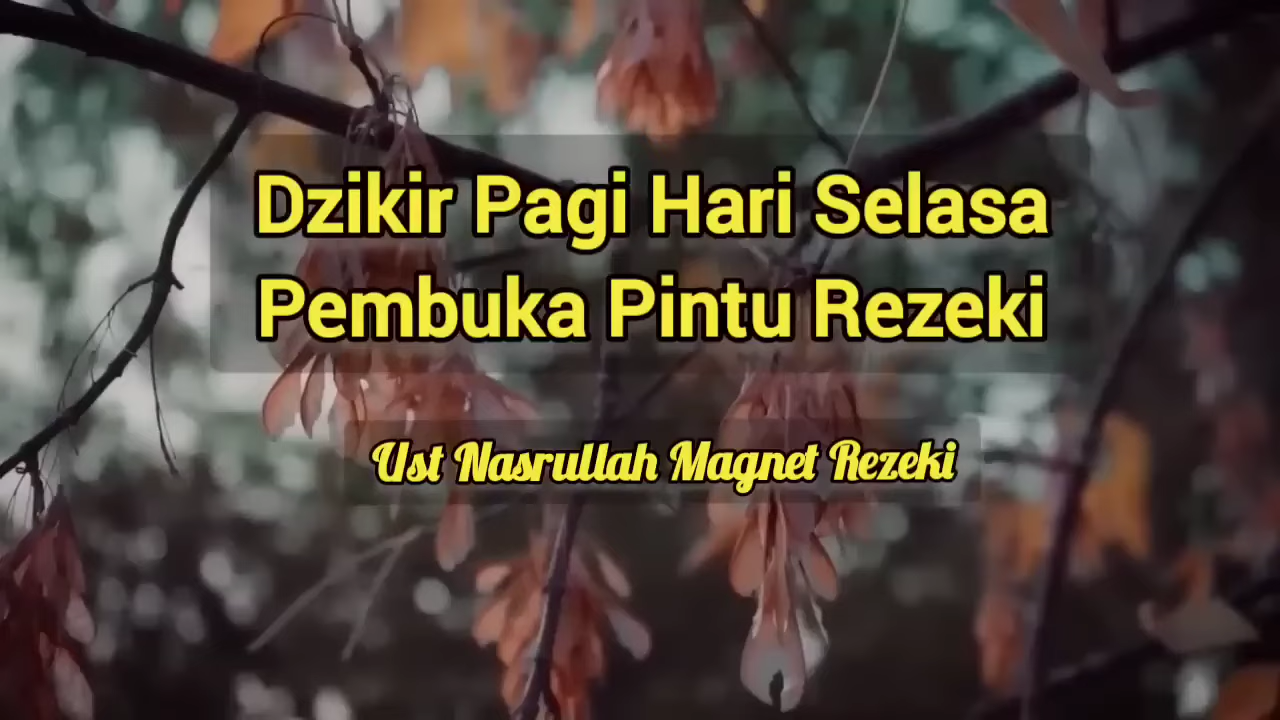 Dzikir Pagi Hari Selasa
Pembuka Pintu Rezeki
Ust Nasrullah Magnet Rezeki